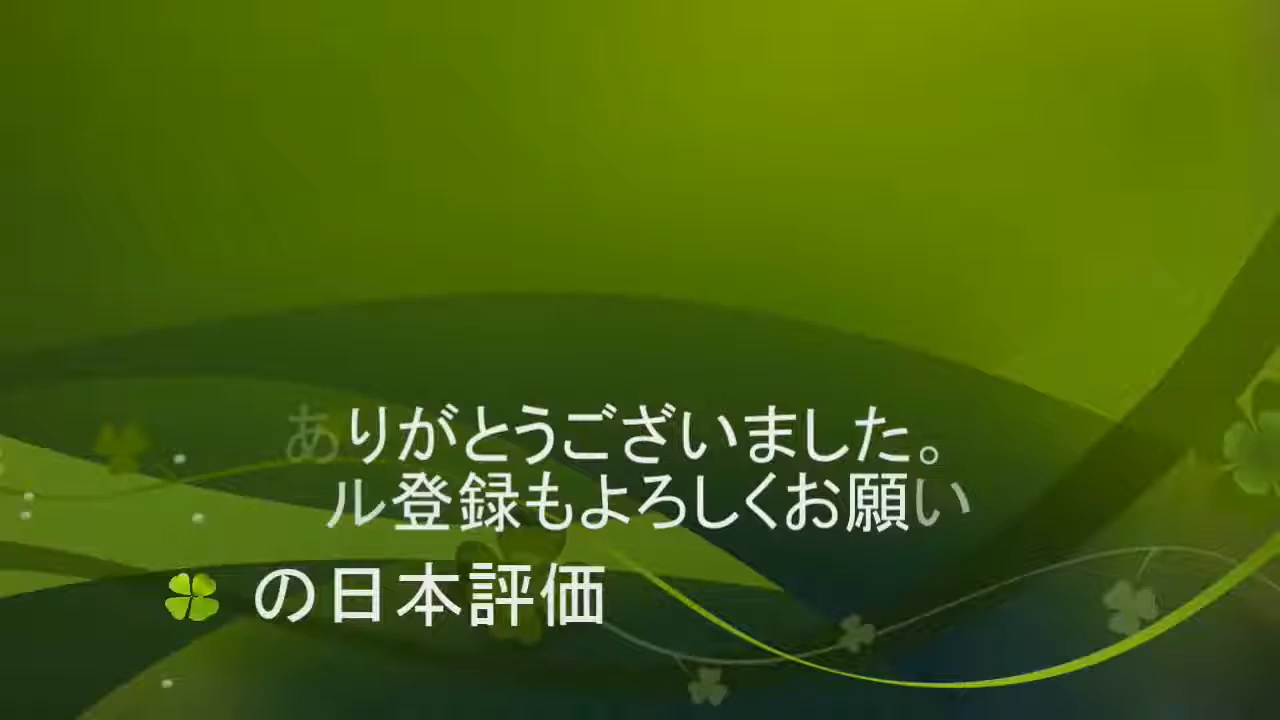 ありがとうございました。
ル登録もよろしくお願い
の日本評価